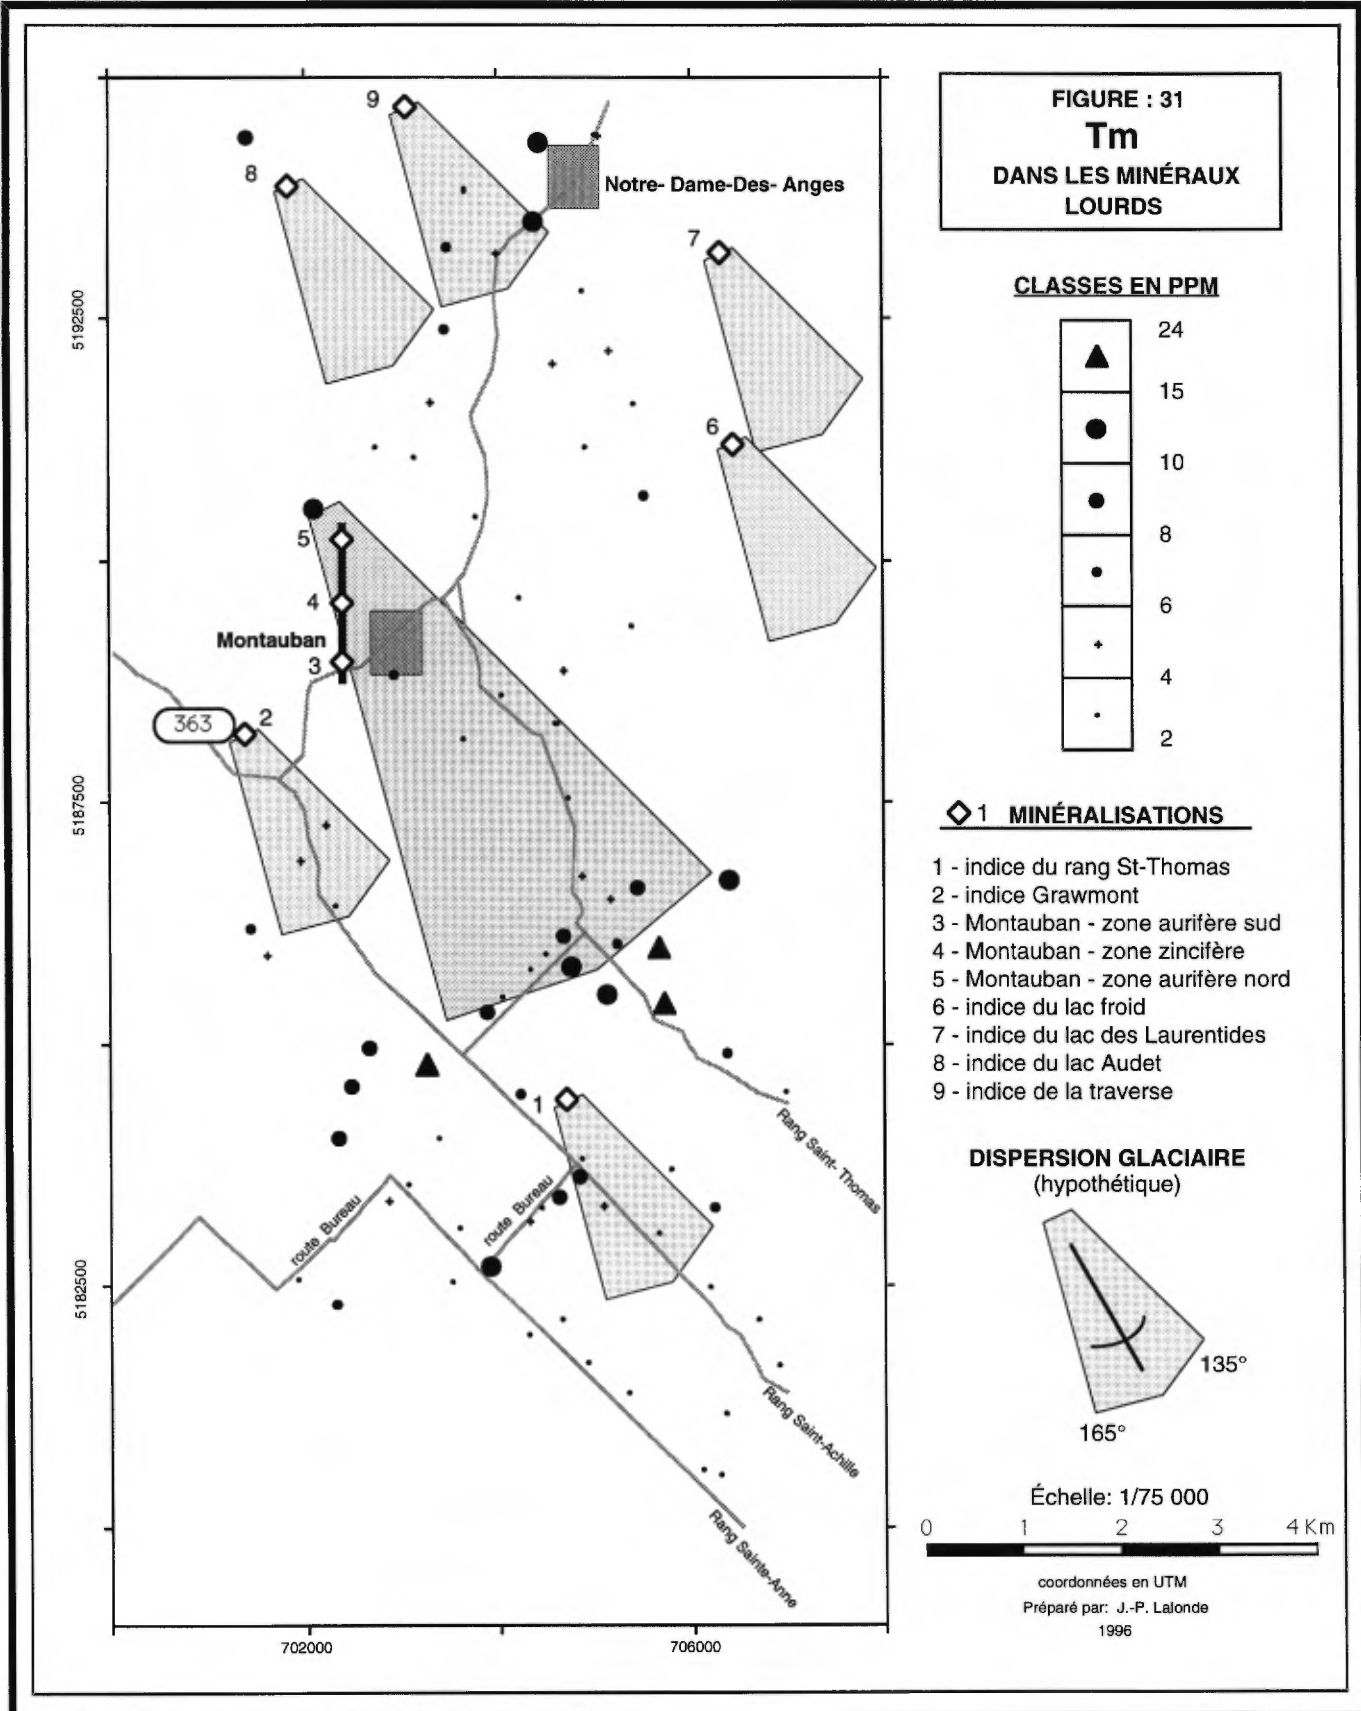 FIGURE : 31
Tm
DANS LES MINÉRAUX
LOURDS
CLASSES EN PPM
24
15
10
8
6
4
2
1 MINÉRALISATIONS
1 - indice du rang St-Thomas
2 - indice Grawmont
3 - Montauban - zone aurifère sud
4 - Montauban - zone zincifère
5 - Montauban - zone aurifère nord
6 - indice du lac froid
7 - indice du lac des Laurentides
8 - indice du lac Audet
9 - indice de la traverse
DISPERSION GLACIAIRE
(hypothétique)
135°
165°
Échelle: 1/75 000
0 1 2 3 4 Km
coordonnées en UTM
Préparé par: J.-P. Lalonde
1996
9
8
Notre- Dame-Des- Anges
7
5192500
6
5
4
Montauban
3
363
2
5187500
1
Rang Saint- Thomas
route Bureau
route Bureau
5182500
Rang Saint-Achille
Rang Sainte-Anne
702000
706000